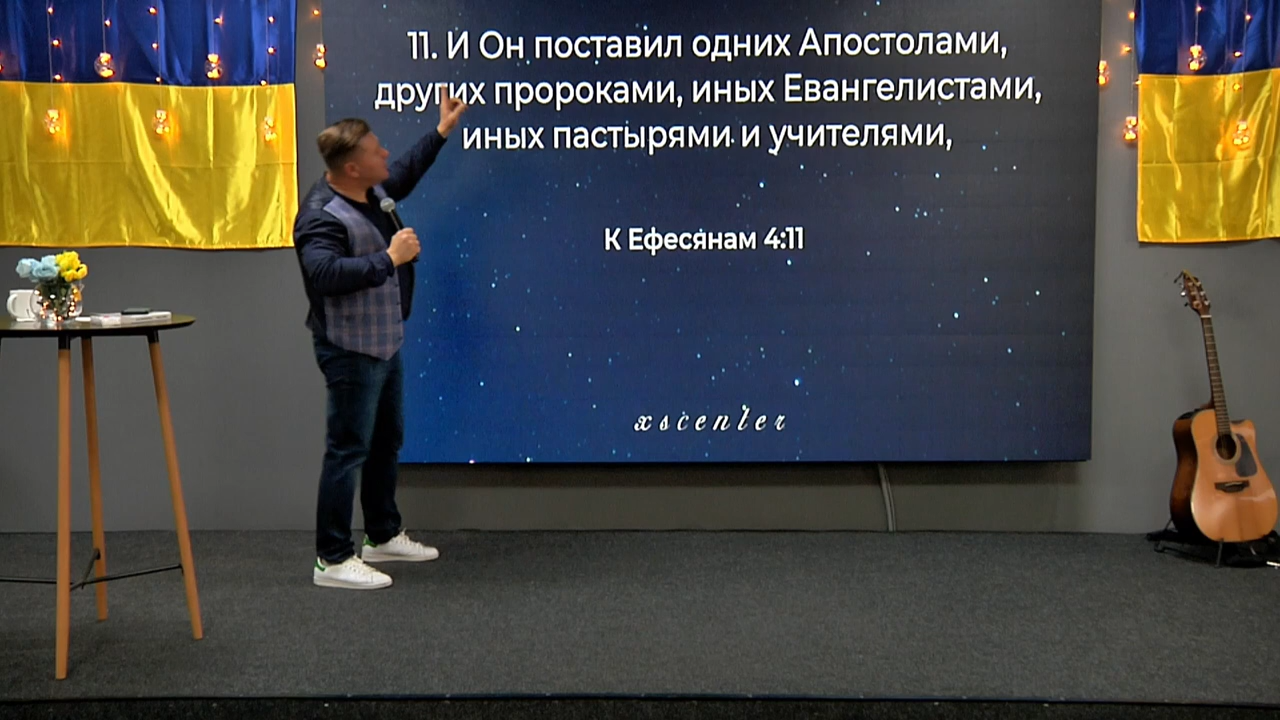 11. И Он поставил одних Апостолами,
других пророками, иных Евангелистами,
иных пастырями и учителями,
К Ефесянам 4:11
xscenter